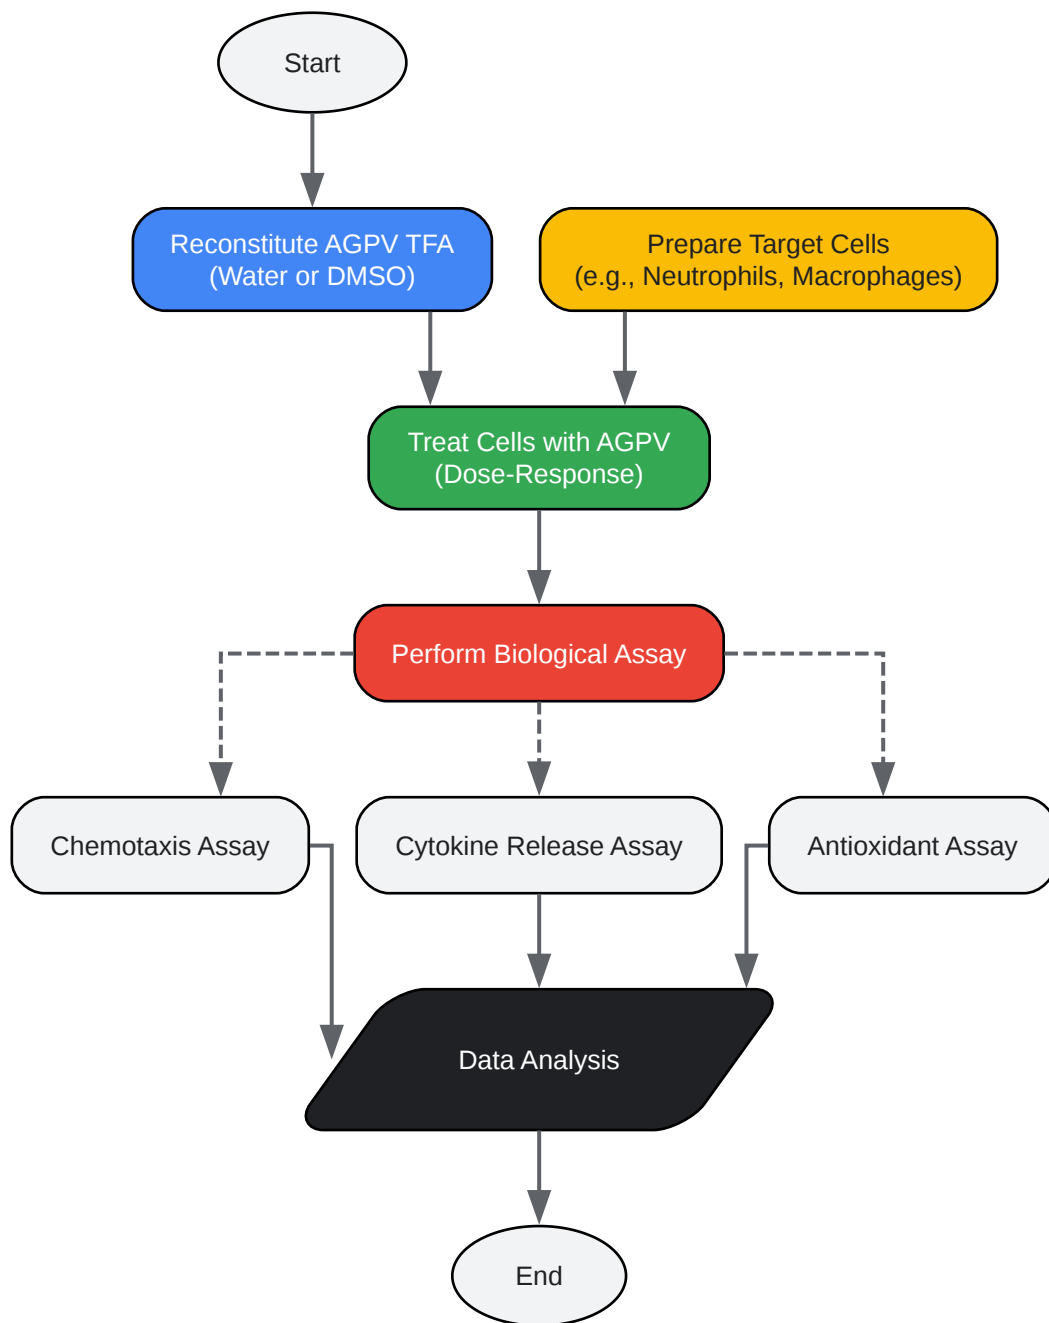 Start
Reconstitute AGPV TFA
(Water or DMSO)
Prepare Target Cells
(e.g., Neutrophils, Macrophages)
Treat Cells with AGPV
(Dose-Response)
Perform Biological Assay
Chemotaxis Assay
Cytokine Release Assay
Antioxidant Assay
Data Analysis
End